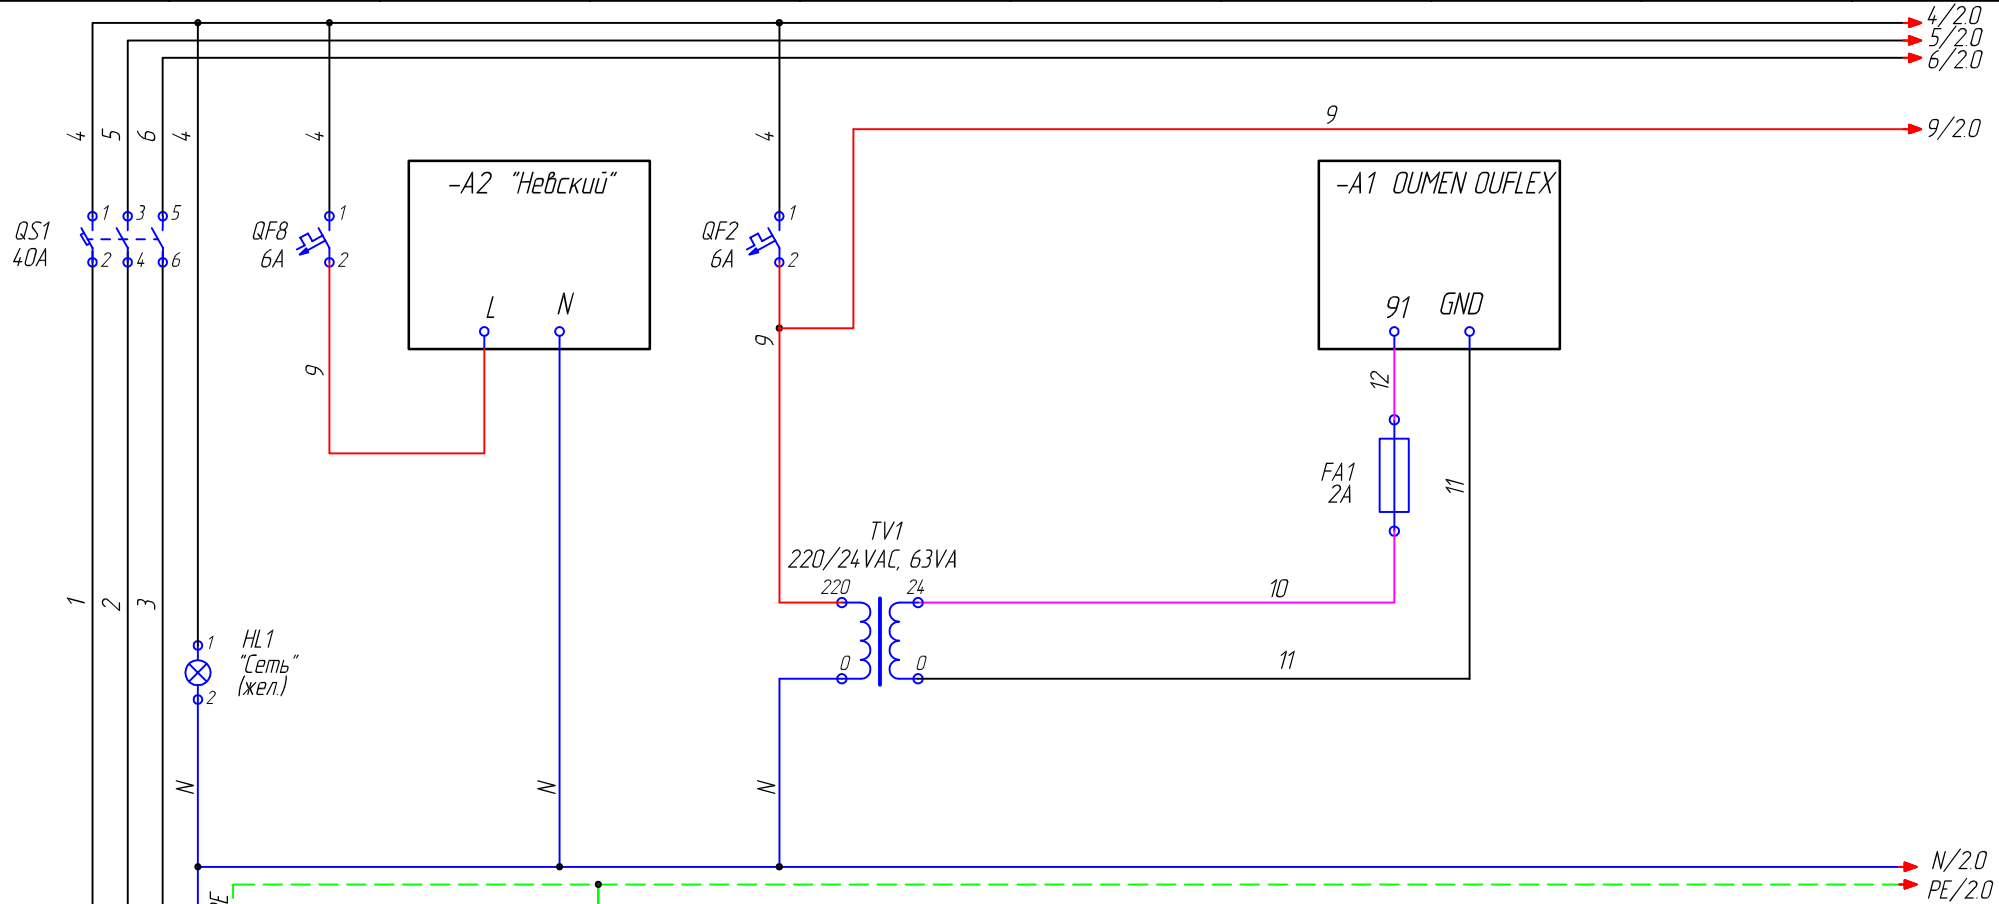 4/2.0
5/2.0
6/2.0
9
9/2.0
4
5
6
4
4
4
-A2 "Невский"
-A1 OUMEN OUFLEX
QS1
40A
1
3
5
2
4
6
QF8
6A
1
2
QF2
6A
1
2
L
N
91
GND
9
9
12
FA1
2A
11
TV1
220/24VAC, 63VA
220
24
10
0
0
11
1
2
3
1
HL1
"Сеть"
(жел.)
2
N
N
N
N/2.0
PE
PE/2.0